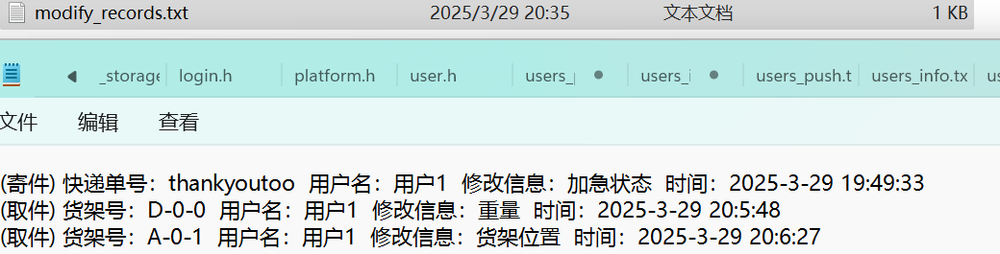 modify_records.txt 2025/3/29 20:35 文本文档 1 KB
_storage login.h platform.h user.h users_ users_i users_push.t users_info.tx us
文件 编辑 查看
(寄件) 快递单号：thankyoutoo 用户名：用户1 修改信息：加急状态 时间：2025-3-29 19:49:33
(取件) 货架号：D-0-0 用户名：用户1 修改信息：重量 时间：2025-3-29 20:5:48
(取件) 货架号：A-0-1 用户名：用户1 修改信息：货架位置 时间：2025-3-29 20:6:27